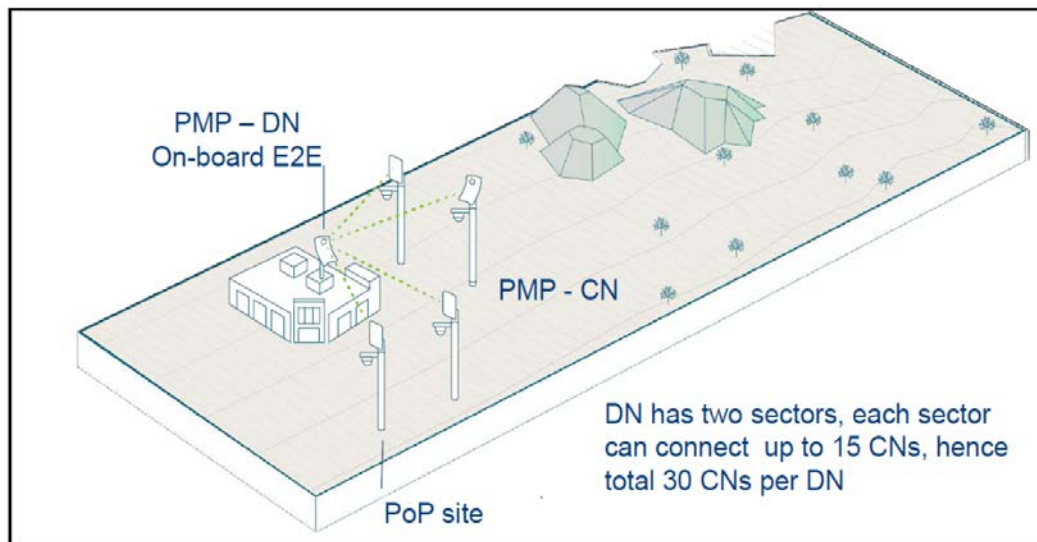 PMP – DN
On-board E2E
PMP - CN
DN has two sectors, each sector
can connect up to 15 CNs, hence
total 30 CNs per DN
PoP site